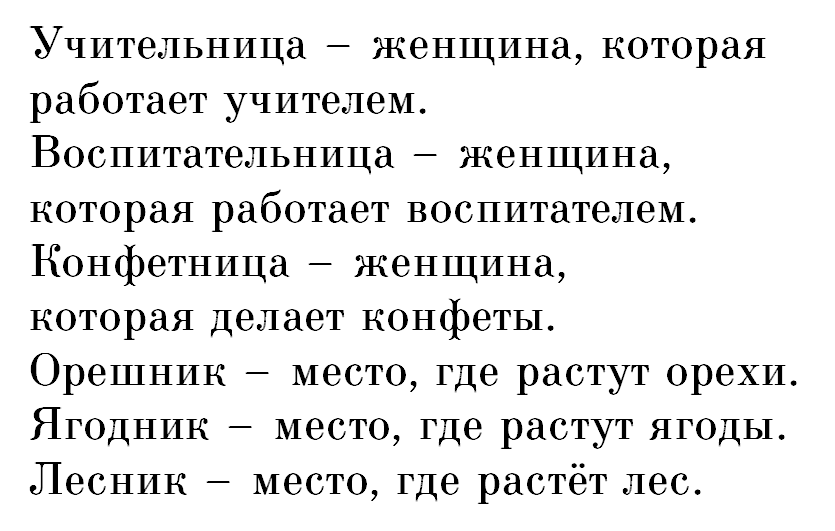 Учительница – женщина, которая
работает учителем.
Воспитательница – женщина,
которая работает воспитателем.
Конфетница – женщина,
которая делает конфеты.
Орешник – место, где растут орехи.
Ягодник – место, где растут ягоды.
Лесник – место, где растёт лес.